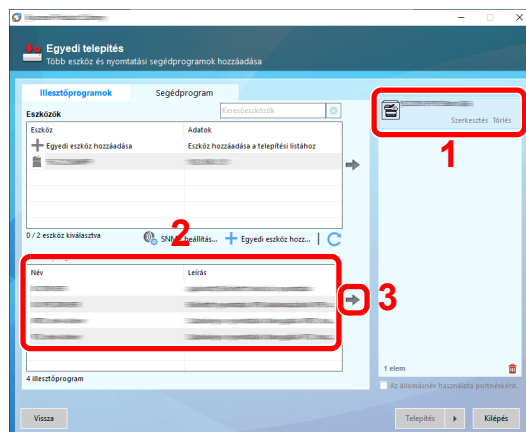 Egyedi telepítés
Több eszköz és nyomtatási segédprogramok hozzáadása
Illesztőprogramok Segédprogram
Eszközök Keresőeszközök
Eszköz Adatok
Egyedi eszköz hozzáadása Eszköz hozzáadása a telepítési listához
0 / 2 eszköz kiválasztva SNMP beállítás... Egyedi eszköz hozz...
Név Leírás
4 illesztőprogram
Szerkesztés Törlés
1
2
3
1 elem
Az állomásnév használata portnévként.
Vissza Telepítés Kilépés